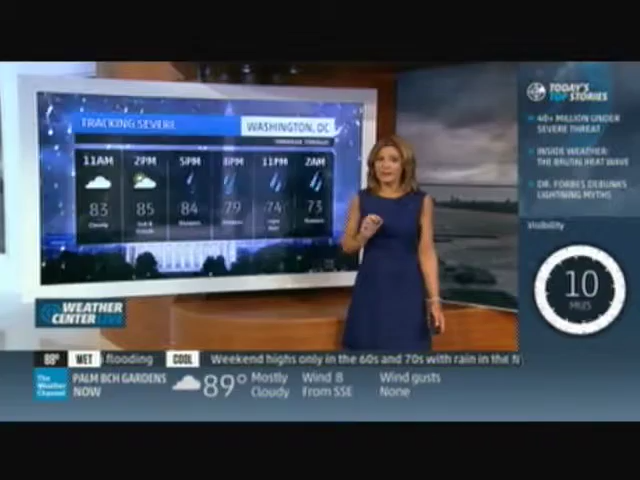 TRACKING SEVERE
WASHINGTON, DC
11AM 2PM 5PM 8PM 11PM 2AM
83 85 84 79 74 73
Cloudy
WEATHER
CENTER LIVE
TODAY'S
TOP STORIES
40+ MILLION UNDER
SEVERE THREAT
INSIDE WEATHER:
THE BRUTAL HEAT WAVE
DR. FORBES DEBUNKS
LIGHTNING MYTHS
Visibility
10
MILES
88° WET flooding COOL Weekend highs only in the 60s and 70s with rain in the N
The
Weather
Channel
PALM BCH GARDENS
NOW
89°
Mostly
Cloudy
Wind 8
From SSE
Wind gusts
None